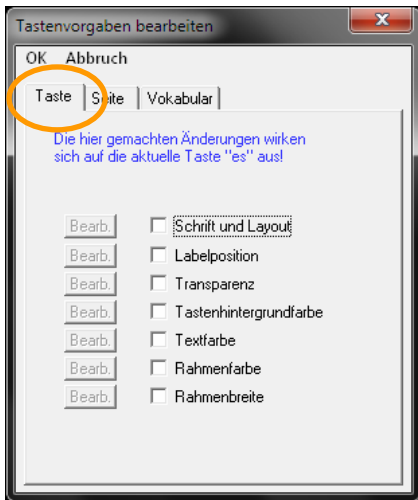 Tastenvorgaben bearbeiten
OK Abbruch
Taste Seite Vokabular
Die hier gemachten Änderungen wirken
sich auf die aktuelle Taste "es" aus!
Bearb. Schrift und Layout
Bearb. Labelposition
Bearb. Transparenz
Bearb. Tastenhintergrundfarbe
Bearb. Textfarbe
Bearb. Rahmenfarbe
Bearb. Rahmenbreite